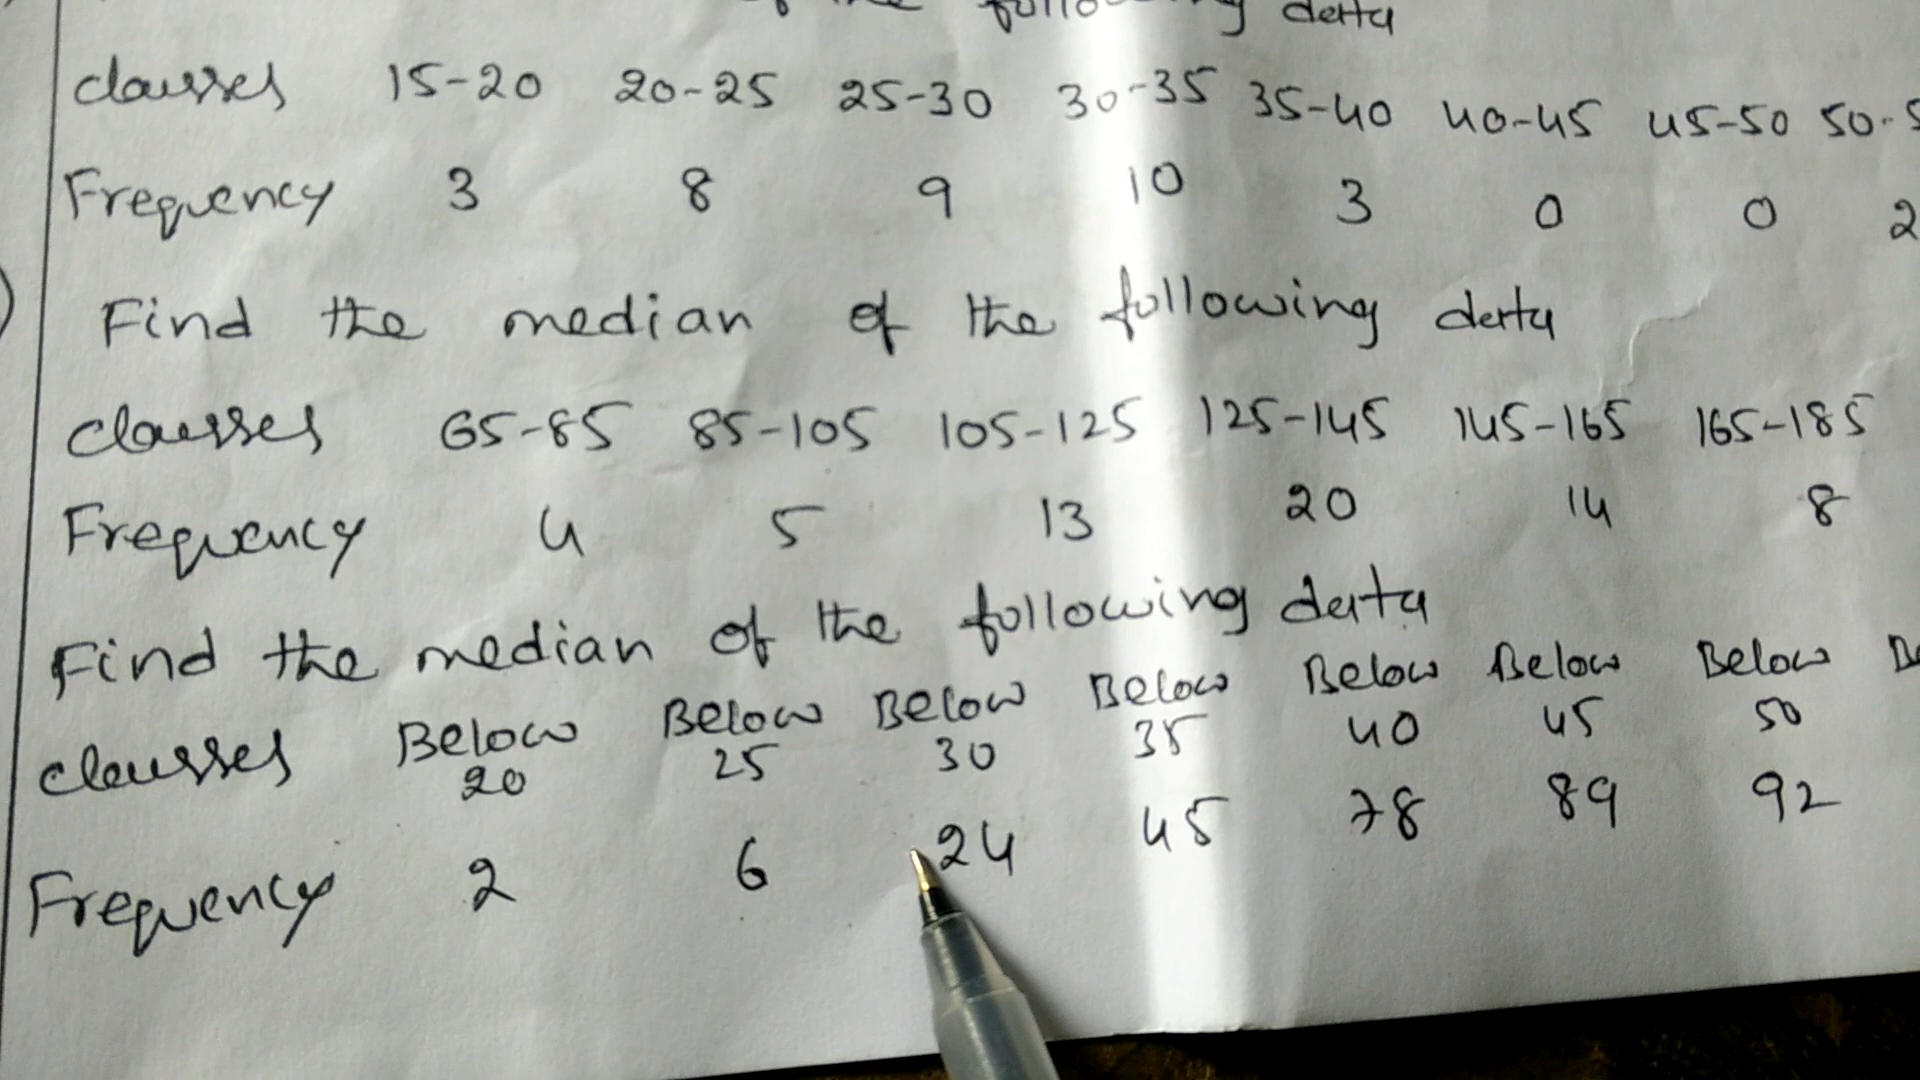 of the following data
classes 15-20 20-25 25-30 30-35 35-40 40-45 45-50 50-5
Frequency 3 8 9 10 3 0 0 2
Find the median of the following data
classes 65-85 85-105 105-125 125-145 145-165 165-185
Frequency 4 5 13 20 14 8
Find the median of the following data
classes Below 20 Below 25 Below 30 Below 35 Below 40 Below 45 Below 50
Frequency 2 6 24 45 78 89 92